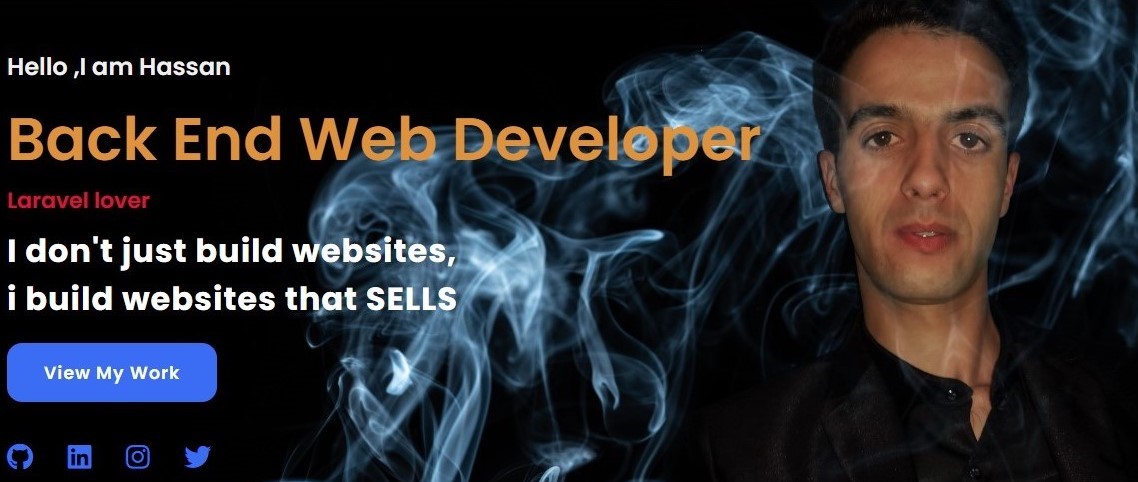 Hello ,I am Hassan
Back End Web Developer
Laravel lover
I don't just build websites,
i build websites that SELLS
View My Work